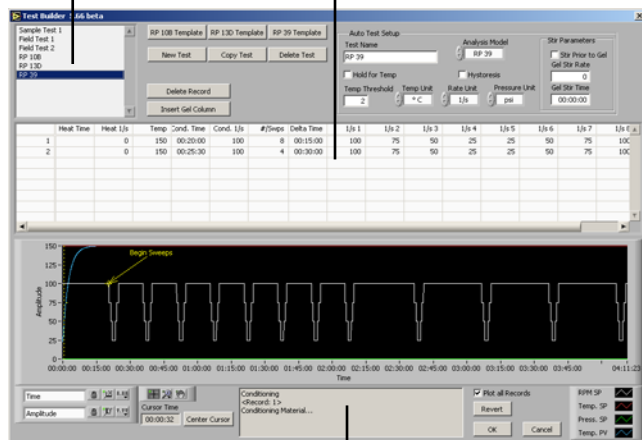 Test Builder 1.66 beta
Sample Test 1
Field Test 1
Field Test 2
RP 10B
RP 13D
RP 39
RP 10B Template RP 13D Template RP 39 Template
New Test Copy Test Delete Test
Delete Record
Insert Gel Column
Auto Test Setup
Test Name
RP 39
Analysis Model
RP 39
Hold for Temp
Hysteresis
Temp Threshold Temp Unit Rate Unit Pressure Unit
2 °C 1/s psi
Stir Parameters
Stir Prior to Gel
Gel Stir Rate
0
Gel Stir Time
00:00:00
Heat Time Heat 1/s Temp Cond. Time Cond. 1/s #/Swps Delta Time 1/s 1 1/s 2 1/s 3 1/s 4 1/s 5 1/s 6 1/s 7 1/s 8
1 0 150 00:20:00 100 8 00:15:00 100 75 50 25 25 50 75 100
2 0 150 00:25:30 100 4 00:30:00 100 75 50 25 25 50 75 100
Amplitude
150
125
100
75
50
25
0
Begin Sweeps
00:00:00 00:15:00 00:30:00 00:45:00 01:00:00 01:15:00 01:30:00 01:45:00 02:00:00 02:15:00 02:30:00 02:45:00 03:00:00 03:15:00 03:30:00 03:45:00 04:11:23
Time
Time
Amplitude
Cursor Time
00:00:32 Center Cursor
Conditioning
<Record: 1>
Conditioning Material...
Plot all Records
Revert
OK Cancel
RPM SP
Temp. SP
Press. SP
Temp. PV